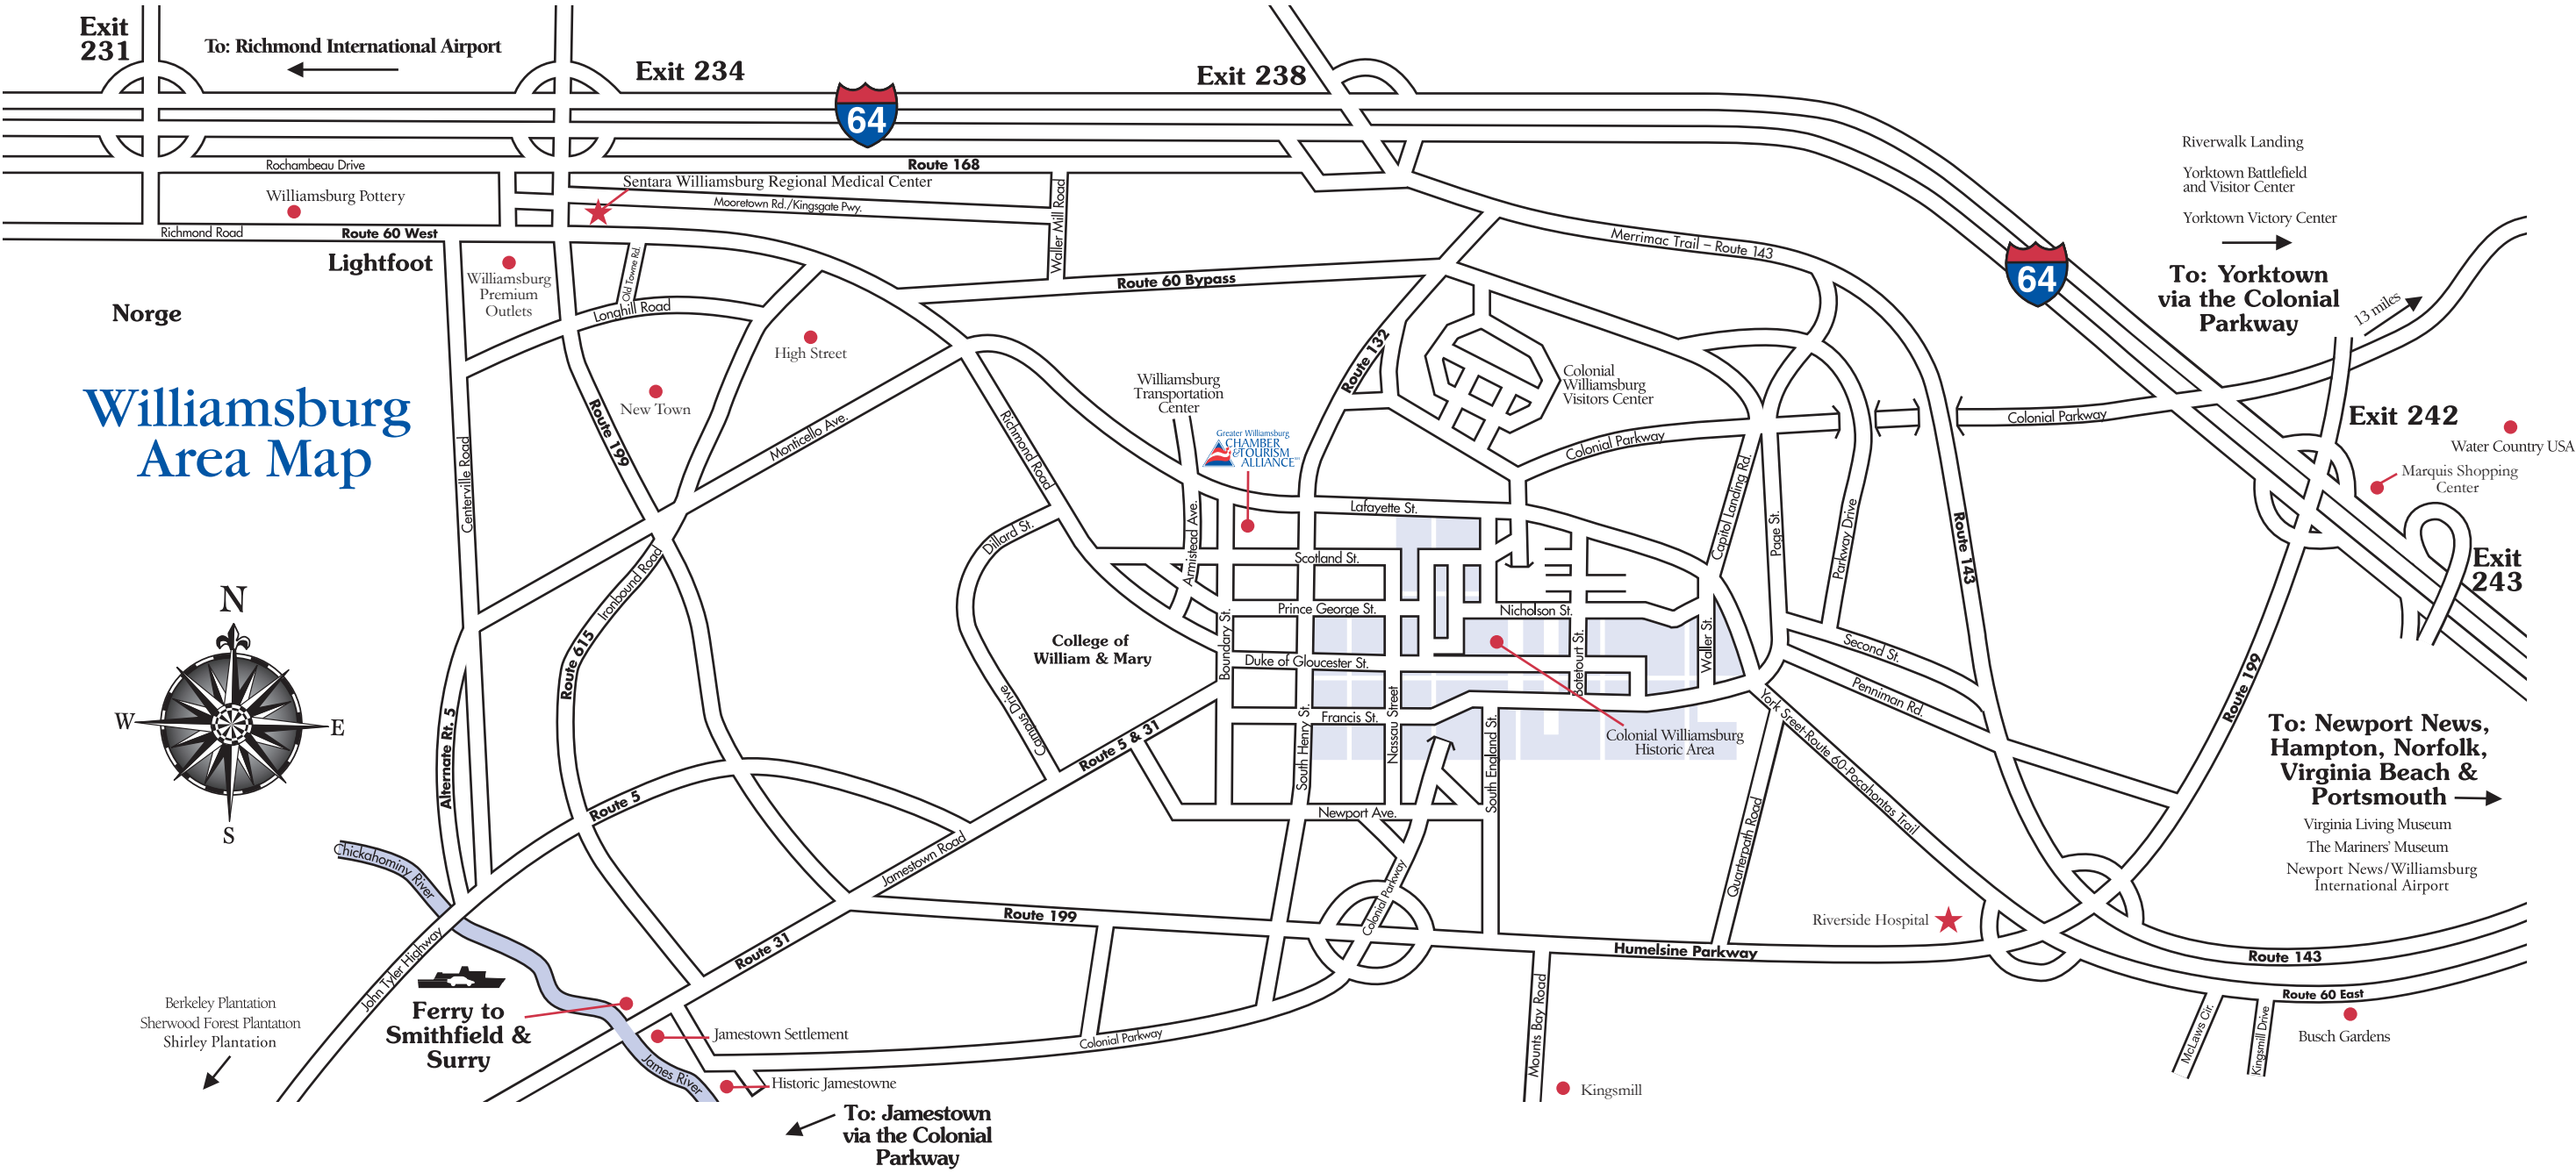 Exit
231
To: Richmond International Airport
Exit 234
64
Exit 238
Rochambeau Drive
Route 168
Williamsburg Pottery
Sentara Williamsburg Regional Medical Center
Mooretown Rd./Kingsgate Pwy.
Waller Mill Road
Richmond Road
Route 60 West
Lightfoot
Norge
Williamsburg
Premium
Outlets
Old Towne Rd.
Longhill Road
High Street
New Town
Route 60 Bypass
Merrimac Trail – Route 143
64
Riverwalk Landing
Yorktown Battlefield
and Visitor Center
Yorktown Victory Center
To: Yorktown
via the Colonial
Parkway
13 miles
Williamsburg
Area Map
Centerville Road
Route 199
Monticello Ave.
Richmond Road
Williamsburg
Transportation
Center
Greater Williamsburg
CHAMBER
&TOURISM
ALLIANCE
Route 132
Colonial
Williamsburg
Visitors Center
Colonial Parkway
Colonial Parkway
Exit 242
Water Country USA
Marquis Shopping
Center
Exit
243
Capitol Landing Rd.
Page St.
Parkway Drive
Route 143
Lafayette St.
Armistead Ave.
Dillard St.
Scotland St.
Prince George St.
Nicholson St.
Boundary St.
Duke of Gloucester St.
Botetourt St.
Waller St.
Second St.
Penniman Rd.
College of
William & Mary
Campus Drive
Ironbound Road
Route 615
N
W
E
S
Alternate Rt. 5
Route 5
Route 5 & 31
Francis St.
South Henry St.
Nassau Street
South England St.
Colonial Williamsburg
Historic Area
York Sreet-Route 60-Pocahontas Trail
Route 199
To: Newport News,
Hampton, Norfolk,
Virginia Beach &
Portsmouth
Virginia Living Museum
The Mariners' Museum
Newport News/Williamsburg
International Airport
Newport Ave.
Quarterpath Road
Chickahominy River
Jamestown Road
Colonial Parkway
Route 199
Riverside Hospital
Humelsine Parkway
Route 143
Route 60 East
Route 31
John Tyler Highway
Berkeley Plantation
Sherwood Forest Plantation
Shirley Plantation
Ferry to
Smithfield &
Surry
Jamestown Settlement
James River
Historic Jamestowne
Colonial Parkway
To: Jamestown
via the Colonial
Parkway
Mounts Bay Road
Kingsmill
McLaws Cir.
Kingsmill Drive
Busch Gardens